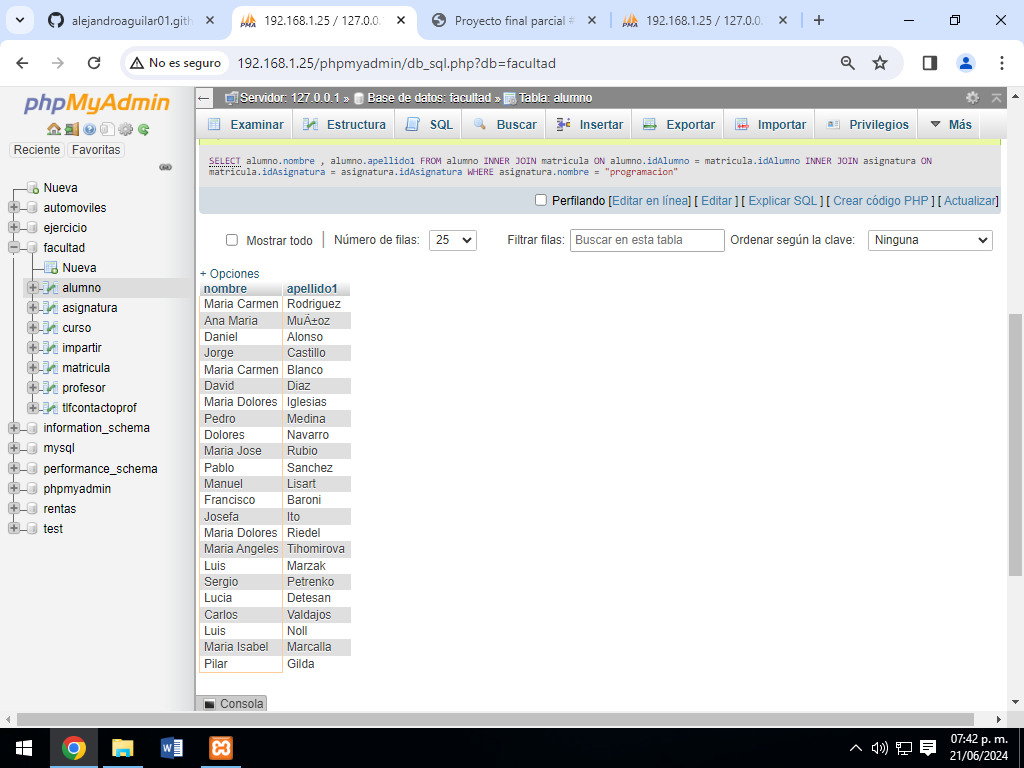 alejandroaguilar01.gith
192.168.1.25 / 127.0.0.
Proyecto final parcial #
192.168.1.25 / 127.0.0.
No es seguro
192.168.1.25/phpmyadmin/db_sql.php?db=facultad
phpMyAdmin
Reciente
Favoritas
Nueva
automoviles
ejercicio
facultad
Nueva
alumno
asignatura
curso
impartir
matricula
profesor
tlfcontactoprof
information_schema
mysql
performance_schema
phpmyadmin
rentas
test
Servidor: 127.0.0.1 » Base de datos: facultad » Tabla: alumno
Examinar Estructura SQL Buscar Insertar Exportar Importar Privilegios Más
SELECT alumno.nombre , alumno.apellido1 FROM alumno INNER JOIN matricula ON alumno.idAlumno = matricula.idAlumno INNER JOIN asignatura ON
matricula.idAsignatura = asignatura.idAsignatura WHERE asignatura.nombre = "programacion"
Perfilando [Editar en línea] [ Editar ] [ Explicar SQL ] [ Crear código PHP ] [ Actualizar]
Mostrar todo Número de filas: 25 Filtrar filas: Buscar en esta tabla Ordenar según la clave: Ninguna
+ Opciones
nombre apellido1
Maria Carmen Rodriguez
Ana Maria MuÃ±oz
Daniel Alonso
Jorge Castillo
Maria Carmen Blanco
David Diaz
Maria Dolores Iglesias
Pedro Medina
Dolores Navarro
Maria Jose Rubio
Pablo Sanchez
Manuel Lisart
Francisco Baroni
Josefa Ito
Maria Dolores Riedel
Maria Angeles Tihomirova
Luis Marzak
Sergio Petrenko
Lucia Detesan
Carlos Valdajos
Luis Noll
Maria Isabel Marcalla
Pilar Gilda
Consola
07:42 p. m.
21/06/2024